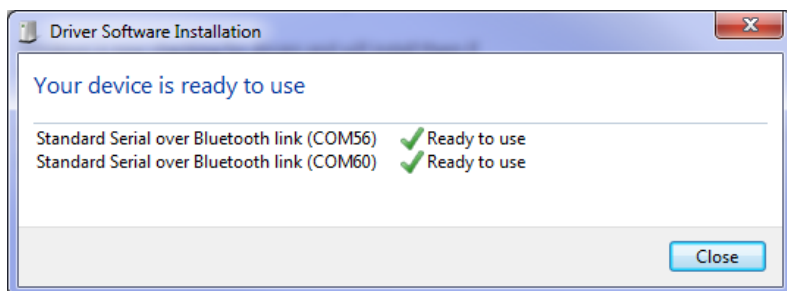 Driver Software Installation
Your device is ready to use
Standard Serial over Bluetooth link (COM56) Ready to use
Standard Serial over Bluetooth link (COM60) Ready to use
Close